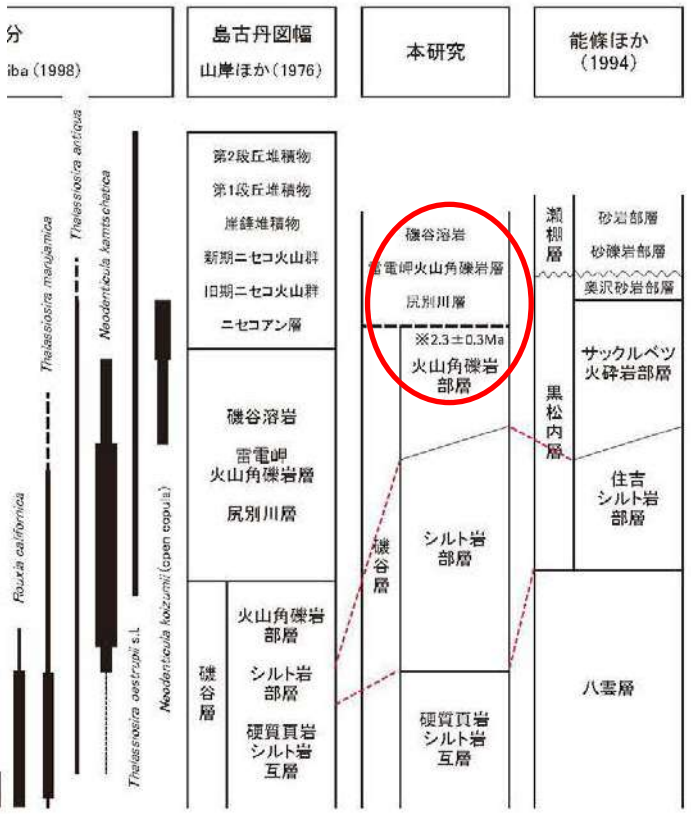 分
iba(1998)
島古丹図幅
山岸ほか(1976)
本研究
能條ほか
(1994)
Rouxia californica
Thalassiosira marujamica
Thalassiosira antiqua
Neodenticula kamtschatica
Thalassiosira oestrupii s.l.
Neodenticula koizumii (open copula)
第2段丘堆積物
第1段丘堆積物
崖錐堆積物
新期ニセコ火山群
旧期ニセコ火山群
ニセコアン層
磯谷溶岩
雷電岬
火山角礫岩層
尻別川層
磯谷層
火山角礫岩
部層
シルト岩
部層
硬質頁岩
シルト岩
互層
磯谷溶岩
雷電岬火山角礫岩層
尻別川層
※2.3±0.3Ma
火山角礫岩
部層
磯谷層
シルト岩
部層
硬質頁岩
シルト岩
互層
瀬棚層
砂岩部層
砂礫岩部層
奥沢砂岩部層
黒松内層
サックルベツ
火砕岩部層
住吉
シルト岩
部層
八雲層